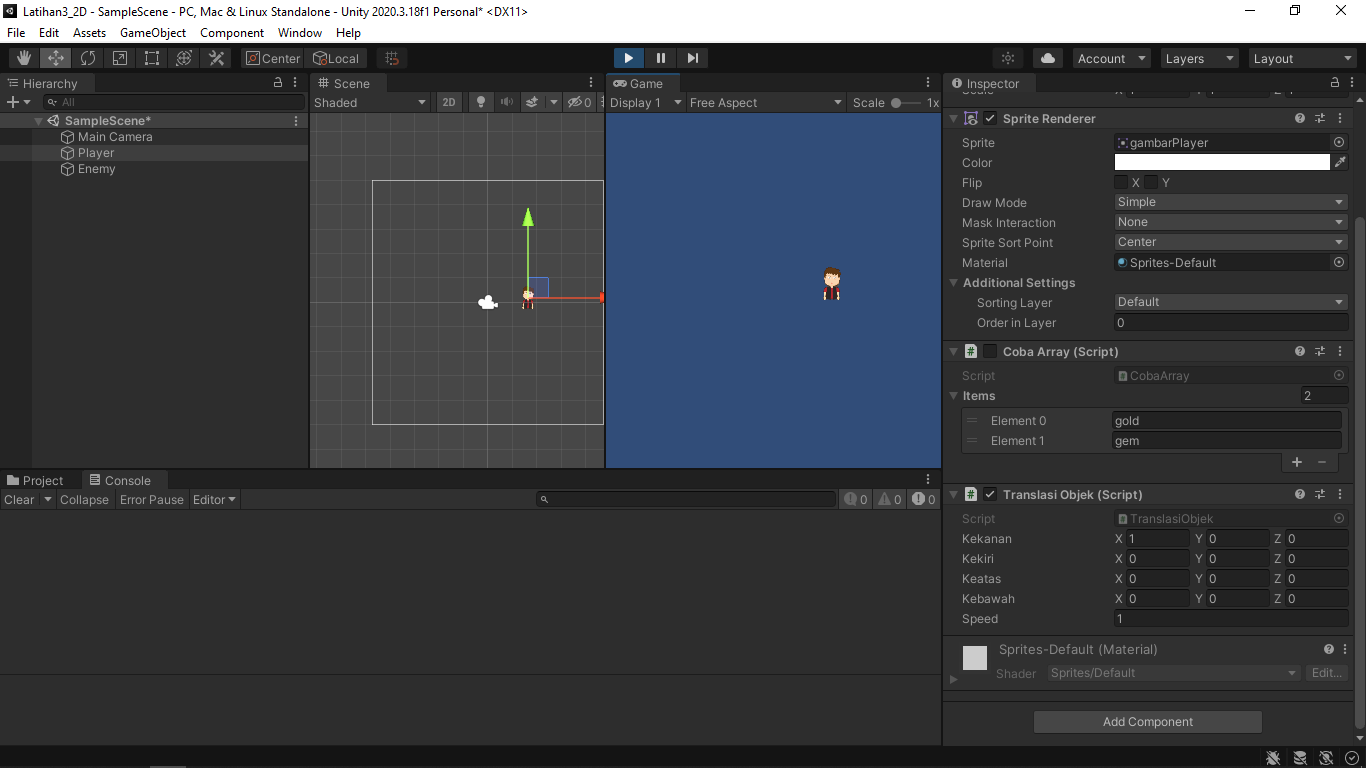 Latihan3_2D - SampleScene - PC, Mac & Linux Standalone - Unity 2020.3.18f1 Personal* <DX11>
File Edit Assets GameObject Component Window Help
Center Local Account Layers Layout
Hierarchy
All
SampleScene*
Main Camera
Player
Enemy
Scene
Shaded 2D 0
Game
Display 1 Free Aspect Scale 1x
Project Console
Clear Collapse Error Pause Editor 0 0 0
Inspector
Sprite Renderer
Sprite gambarPlayer
Color
Flip X Y
Draw Mode Simple
Mask Interaction None
Sprite Sort Point Center
Material Sprites-Default
Additional Settings
Sorting Layer Default
Order in Layer 0
# Coba Array (Script)
Script # CobaArray
Items 2
Element 0 gold
Element 1 gem
+ −
# Translasi Objek (Script)
Script # TranslasiObjek
Kekanan X 1 Y 0 Z 0
Kekiri X 0 Y 0 Z 0
Keatas X 0 Y 0 Z 0
Kebawah X 0 Y 0 Z 0
Speed 1
Sprites-Default (Material)
Shader Sprites/Default Edit...
Add Component